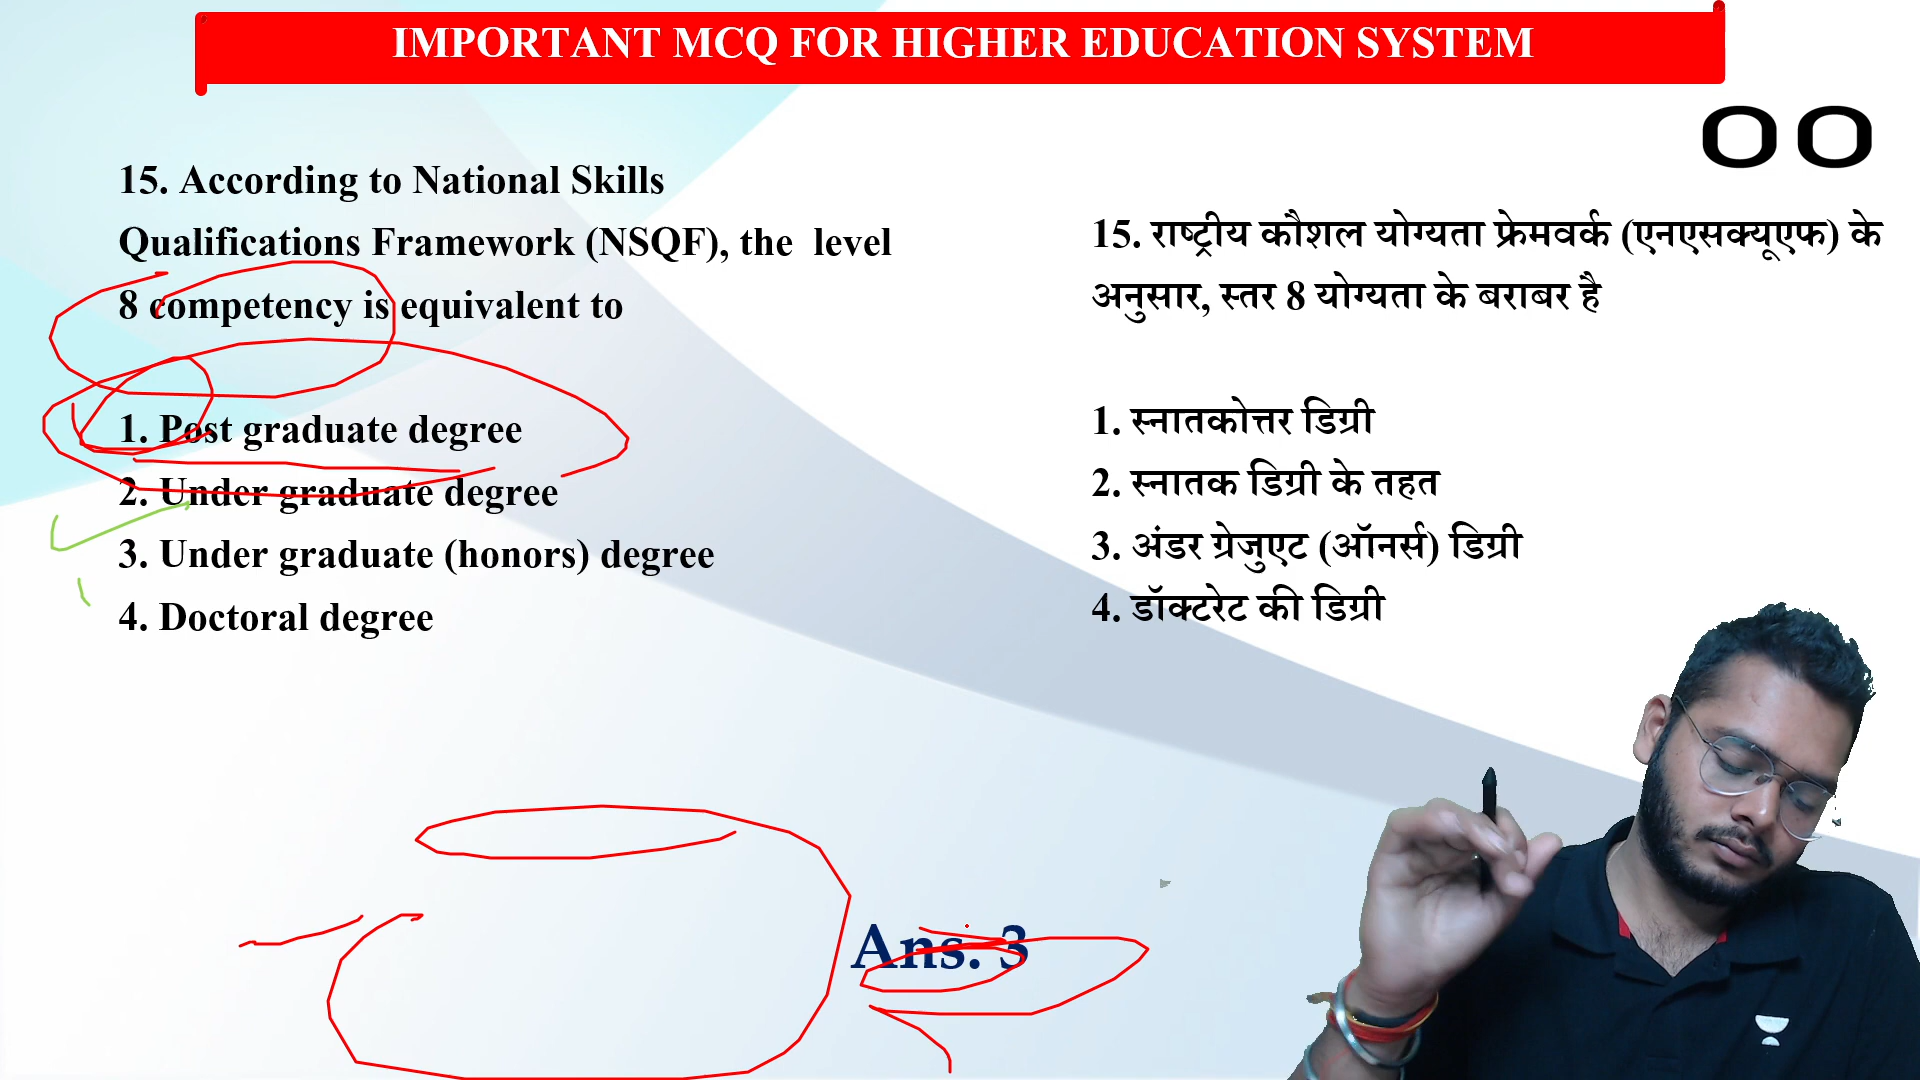 IMPORTANT MCQ FOR HIGHER EDUCATION SYSTEM
15. According to National Skills
Qualifications Framework (NSQF), the level
8 competency is equivalent to
1. Post graduate degree
2. Under graduate degree
3. Under graduate (honors) degree
4. Doctoral degree
15. राष्ट्रीय कौशल योग्यता फ्रेमवर्क (एनएसक्यूएफ) के
अनुसार, स्तर 8 योग्यता के बराबर है
1. स्नातकोत्तर डिग्री
2. स्नातक डिग्री के तहत
3. अंडर ग्रेजुएट (ऑनर्स) डिग्री
4. डॉक्टरेट की डिग्री
00
Ans. 3